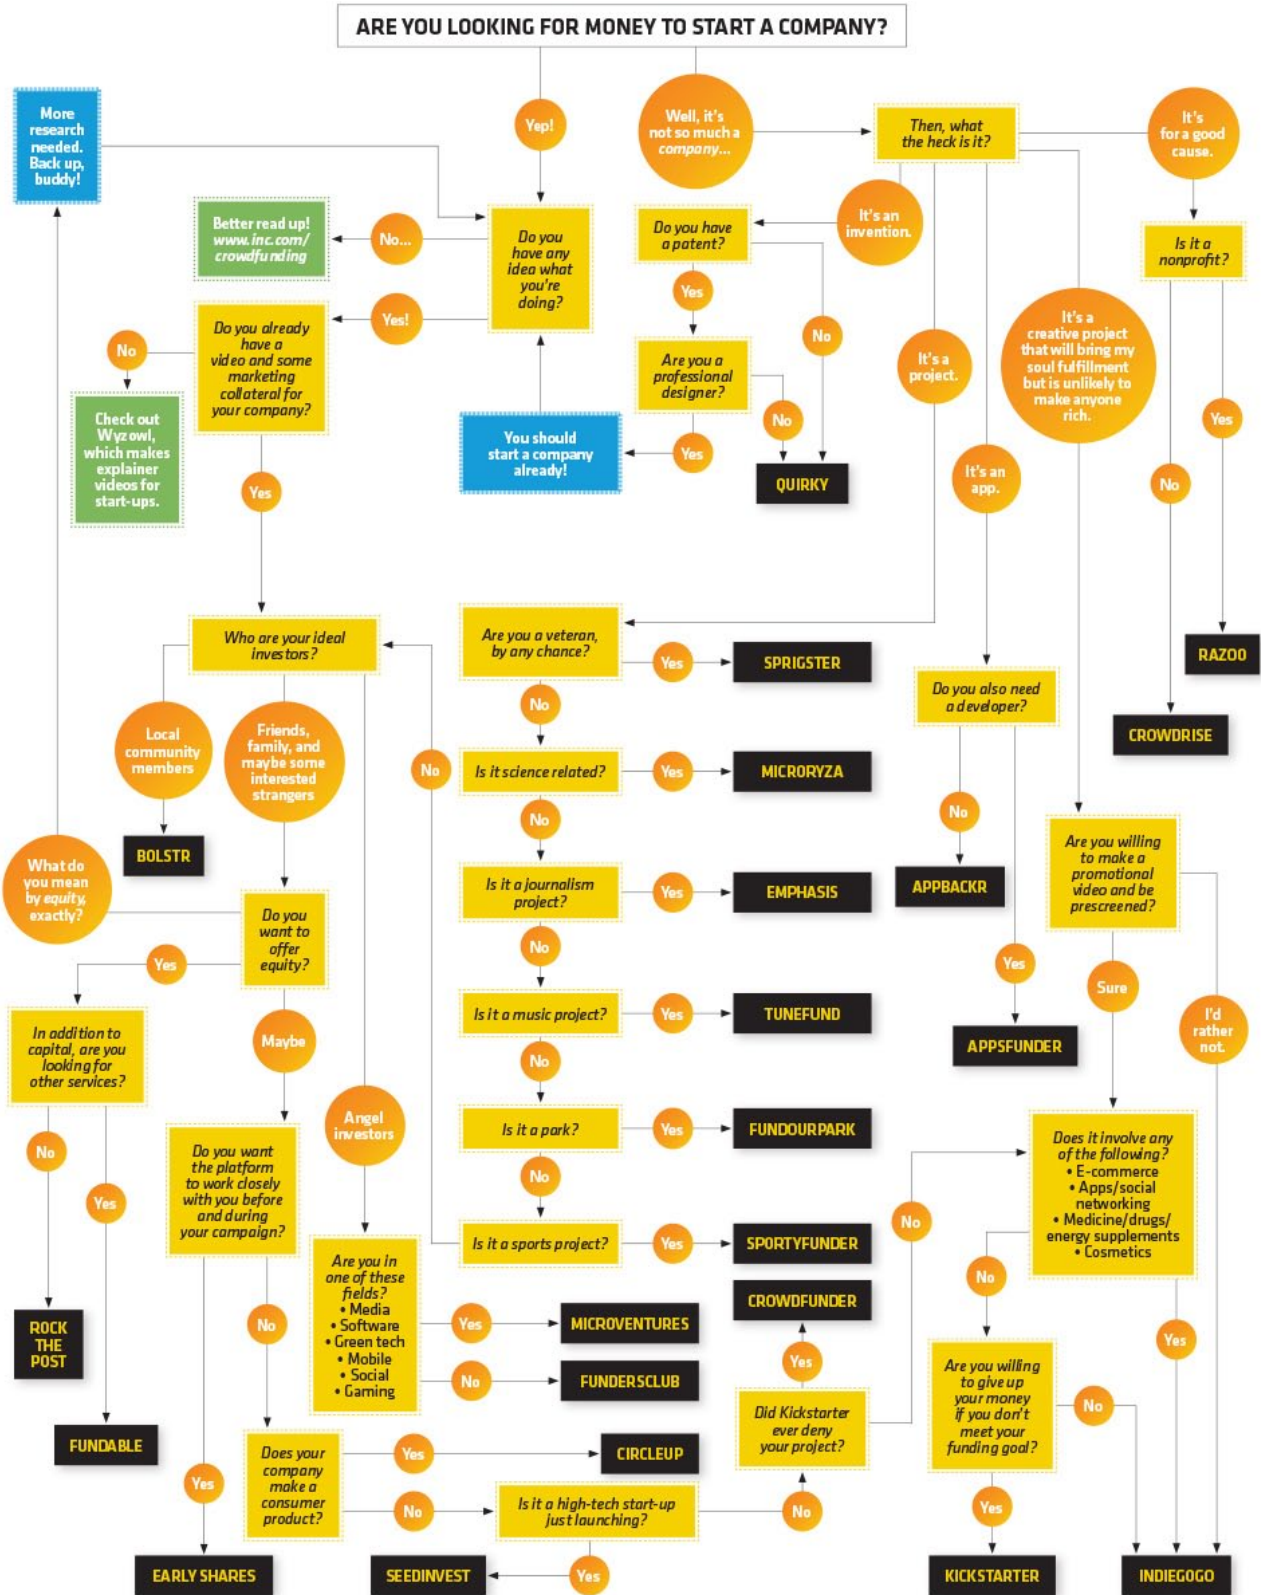 ARE YOU LOOKING FOR MONEY TO START A COMPANY?
More
research
needed.
Back up,
buddy!
Yep!
Well, it's
not so much a
company...
Then, what
the heck is it?
It's
for a good
cause.
Better read up!
www.inc.com/
crowdfunding
No...
Do you
have any
idea what
you're
doing?
Do you have
a patent?
It's an
invention.
Is it a
nonprofit?
Yes
Do you already
have a
video and some
marketing
collateral for
your company?
Yes!
No
Are you a
professional
designer?
No
It's a
project.
It's a
creative project
that will bring my
soul fulfillment
but is unlikely to
make anyone
rich.
Check out
Wyzowl,
which makes
explainer
videos for
start-ups.
You should
start a company
already!
Yes
No
QUIRKY
It's an
app.
Yes
No
Yes
Who are your ideal
investors?
Are you a veteran,
by any chance?
Yes
SPRIGSTER
RAZOO
No
Do you also need
a developer?
CROWDRISE
Local
community
members
Friends,
family, and
maybe some
interested
strangers
No
Is it science related?
Yes
MICRORYZA
No
No
BOLSTR
What do
you mean
by equity,
exactly?
Do you
want to
offer
equity?
Is it a journalism
project?
Yes
EMPHASIS
APPBACKR
Are you willing
to make a
promotional
video and be
prescreened?
No
Yes
Yes
Sure
In addition to
capital, are you
looking for
other services?
Maybe
Is it a music project?
Yes
TUNEFUND
APPSFUNDER
I'd
rather
not.
No
Angel
investors
Is it a park?
Yes
FUNDOURPARK
No
No
Yes
Do you want
the platform
to work closely
with you before
and during
your campaign?
Does it involve any
of the following?
• E-commerce
• Apps/social
networking
• Medicine/drugs/
energy supplements
• Cosmetics
Is it a sports project?
Yes
SPORTYFUNDER
No
Are you in
one of these
fields?
• Media
• Software
• Green tech
• Mobile
• Social
• Gaming
Yes
MICROVENTURES
No
FUNDERSCLUB
CROWDFUNDER
Yes
No
Yes
ROCK
THE
POST
No
Are you willing
to give up
your money
if you don't
meet your
funding goal?
No
FUNDABLE
Does your
company
make a
consumer
product?
Yes
CIRCLEUP
Did Kickstarter
ever deny
your project?
Yes
No
Is it a high-tech start-up
just launching?
No
Yes
EARLY SHARES
SEEDINVEST
Yes
KICKSTARTER
INDIEGOGO